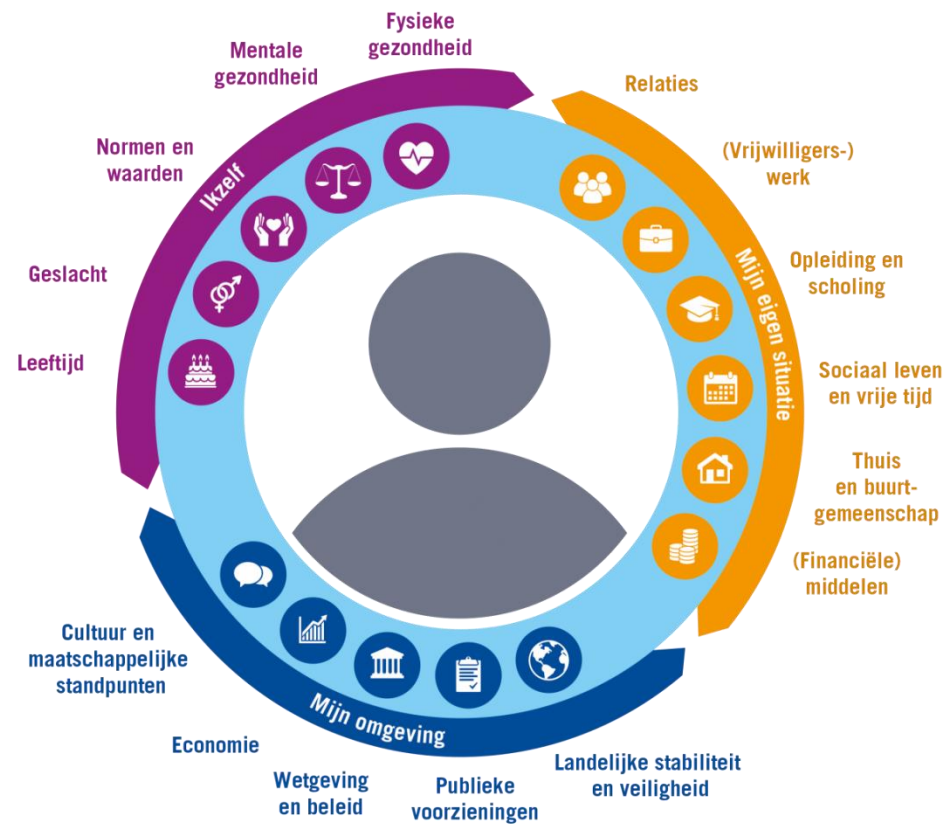 Fysieke
gezondheid
Mentale
gezondheid
Normen en
waarden
Geslacht
Leeftijd
Ikzelf
Relaties
(Vrijwilligers-)
werk
Opleiding en
scholing
Sociaal leven
en vrije tijd
Thuis
en buurt-
gemeenschap
(Financiële)
middelen
Mijn eigen situatie
Cultuur en
maatschappelijke
standpunten
Economie
Wetgeving
en beleid
Publieke
voorzieningen
Landelijke stabiliteit
en veiligheid
Mijn omgeving